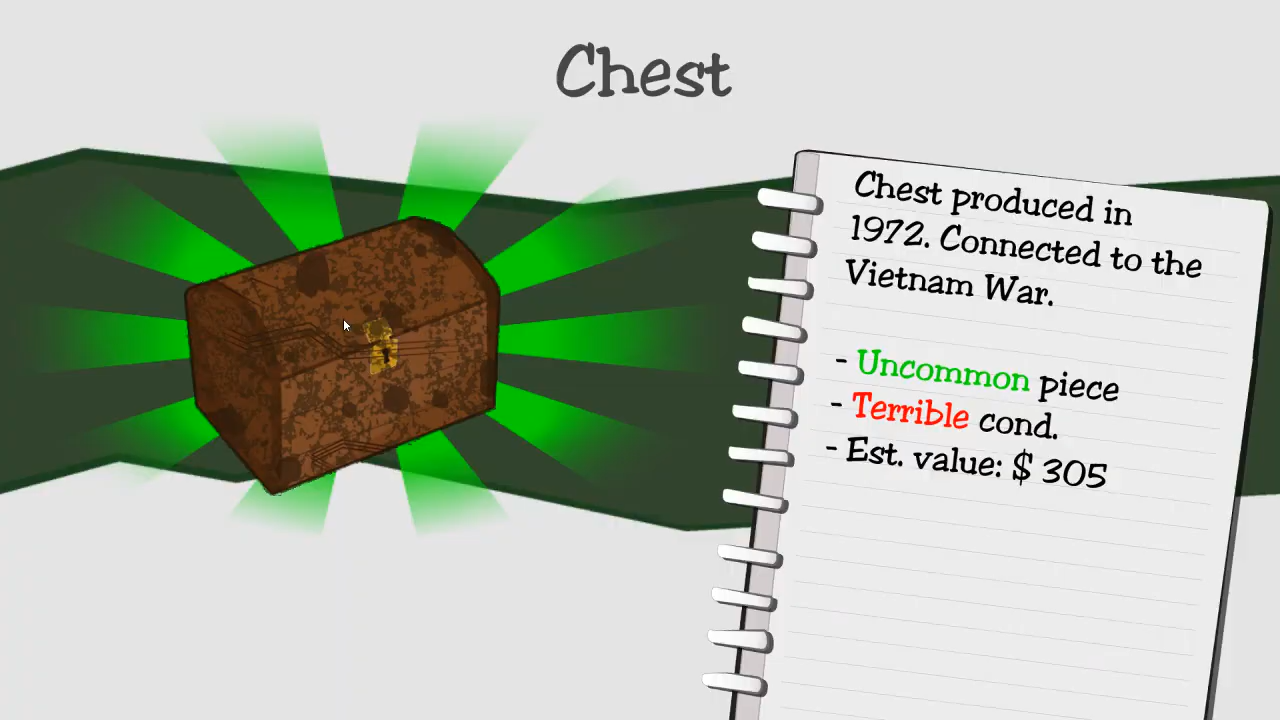 Chest
Chest produced in
1972. Connected to the
Vietnam War.
- Uncommon piece
- Terrible cond.
- Est. value: $ 305